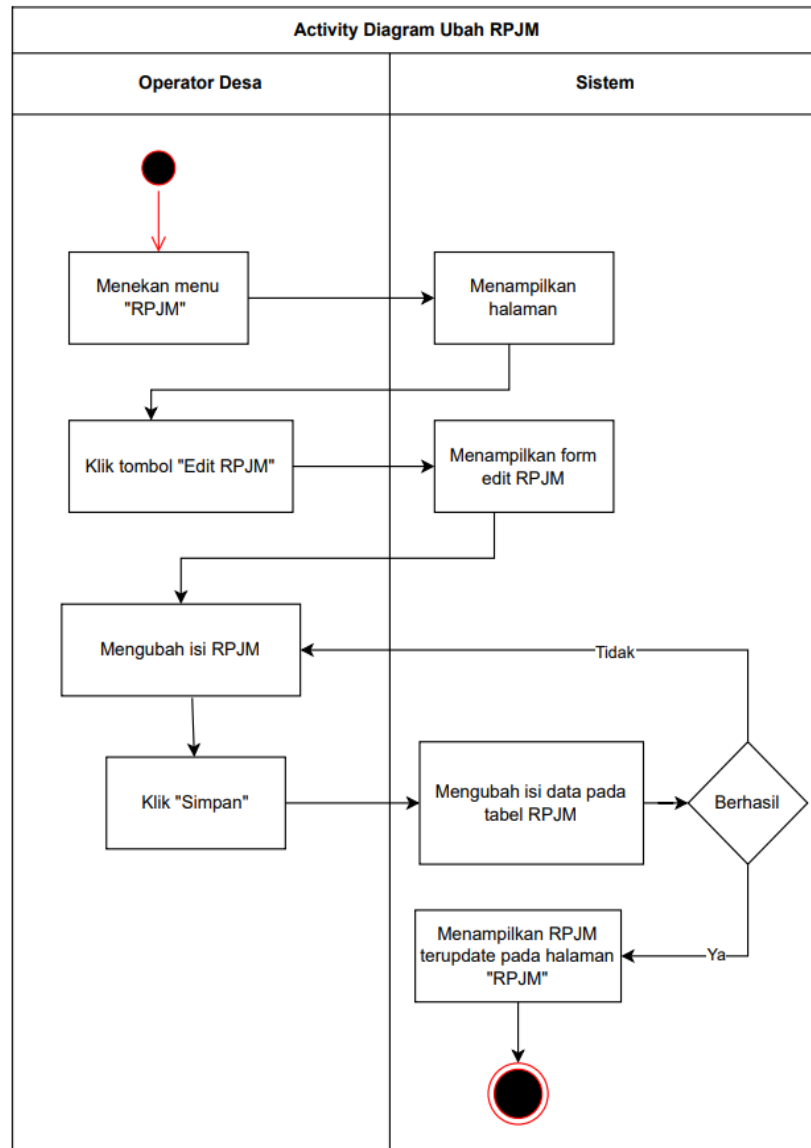 Activity Diagram Ubah RPJM
Operator Desa
Sistem
Menekan menu
"RPJM"
Menampilkan
halaman
Klik tombol "Edit RPJM"
Menampilkan form
edit RPJM
Mengubah isi RPJM
Tidak
Klik "Simpan"
Mengubah isi data pada
tabel RPJM
Berhasil
Menampilkan RPJM
terupdate pada halaman
"RPJM"
Ya